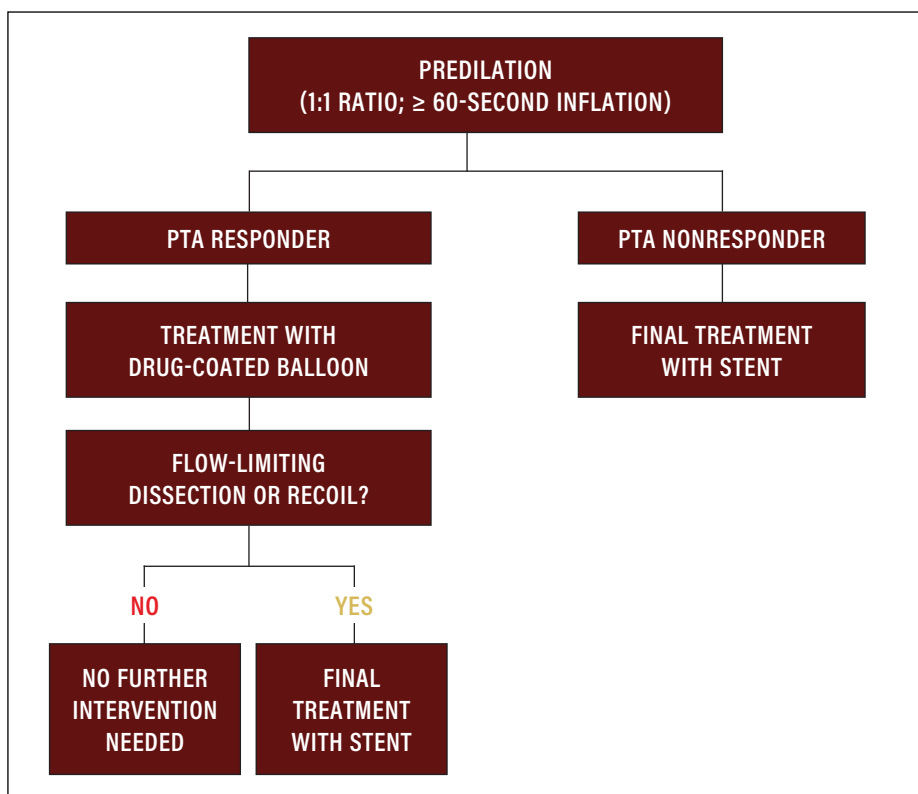 PREDILATION
(1:1 RATIO; ≥ 60-SECOND INFLATION)
PTA RESPONDER
PTA NONRESPONDER
TREATMENT WITH
DRUG-COATED BALLOON
FINAL TREATMENT
WITH STENT
FLOW-LIMITING
DISSECTION OR RECOIL?
NO
YES
NO FURTHER
INTERVENTION
NEEDED
FINAL
TREATMENT
WITH STENT